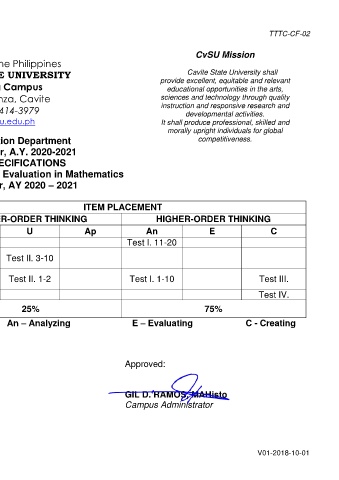 TTTC-CF-02
CvSU Mission
Cavite State University shall
provide excellent, equitable and relevant
educational opportunities in the arts,
sciences and technology through quality
instruction and responsive research and
developmental activities.
It shall produce professional, skilled and
morally upright individuals for global
competitiveness.
ne Philippines
E UNIVERSITY
Campus
nza, Cavite
414-3979
u.edu.ph
ion Department
r, A.Y. 2020-2021
ECIFICATIONS
Evaluation in Mathematics
r, AY 2020 – 2021
ITEM PLACEMENT
R-ORDER THINKING HIGHER-ORDER THINKING
U Ap An E C
Test I. 11-20
Test II. 3-10
Test II. 1-2 Test I. 1-10 Test III.
Test IV.
25% 75%
An – Analyzing E – Evaluating C - Creating
Approved:
GIL D. RAMOS, MAHisto
Campus Administrator
V01-2018-10-01